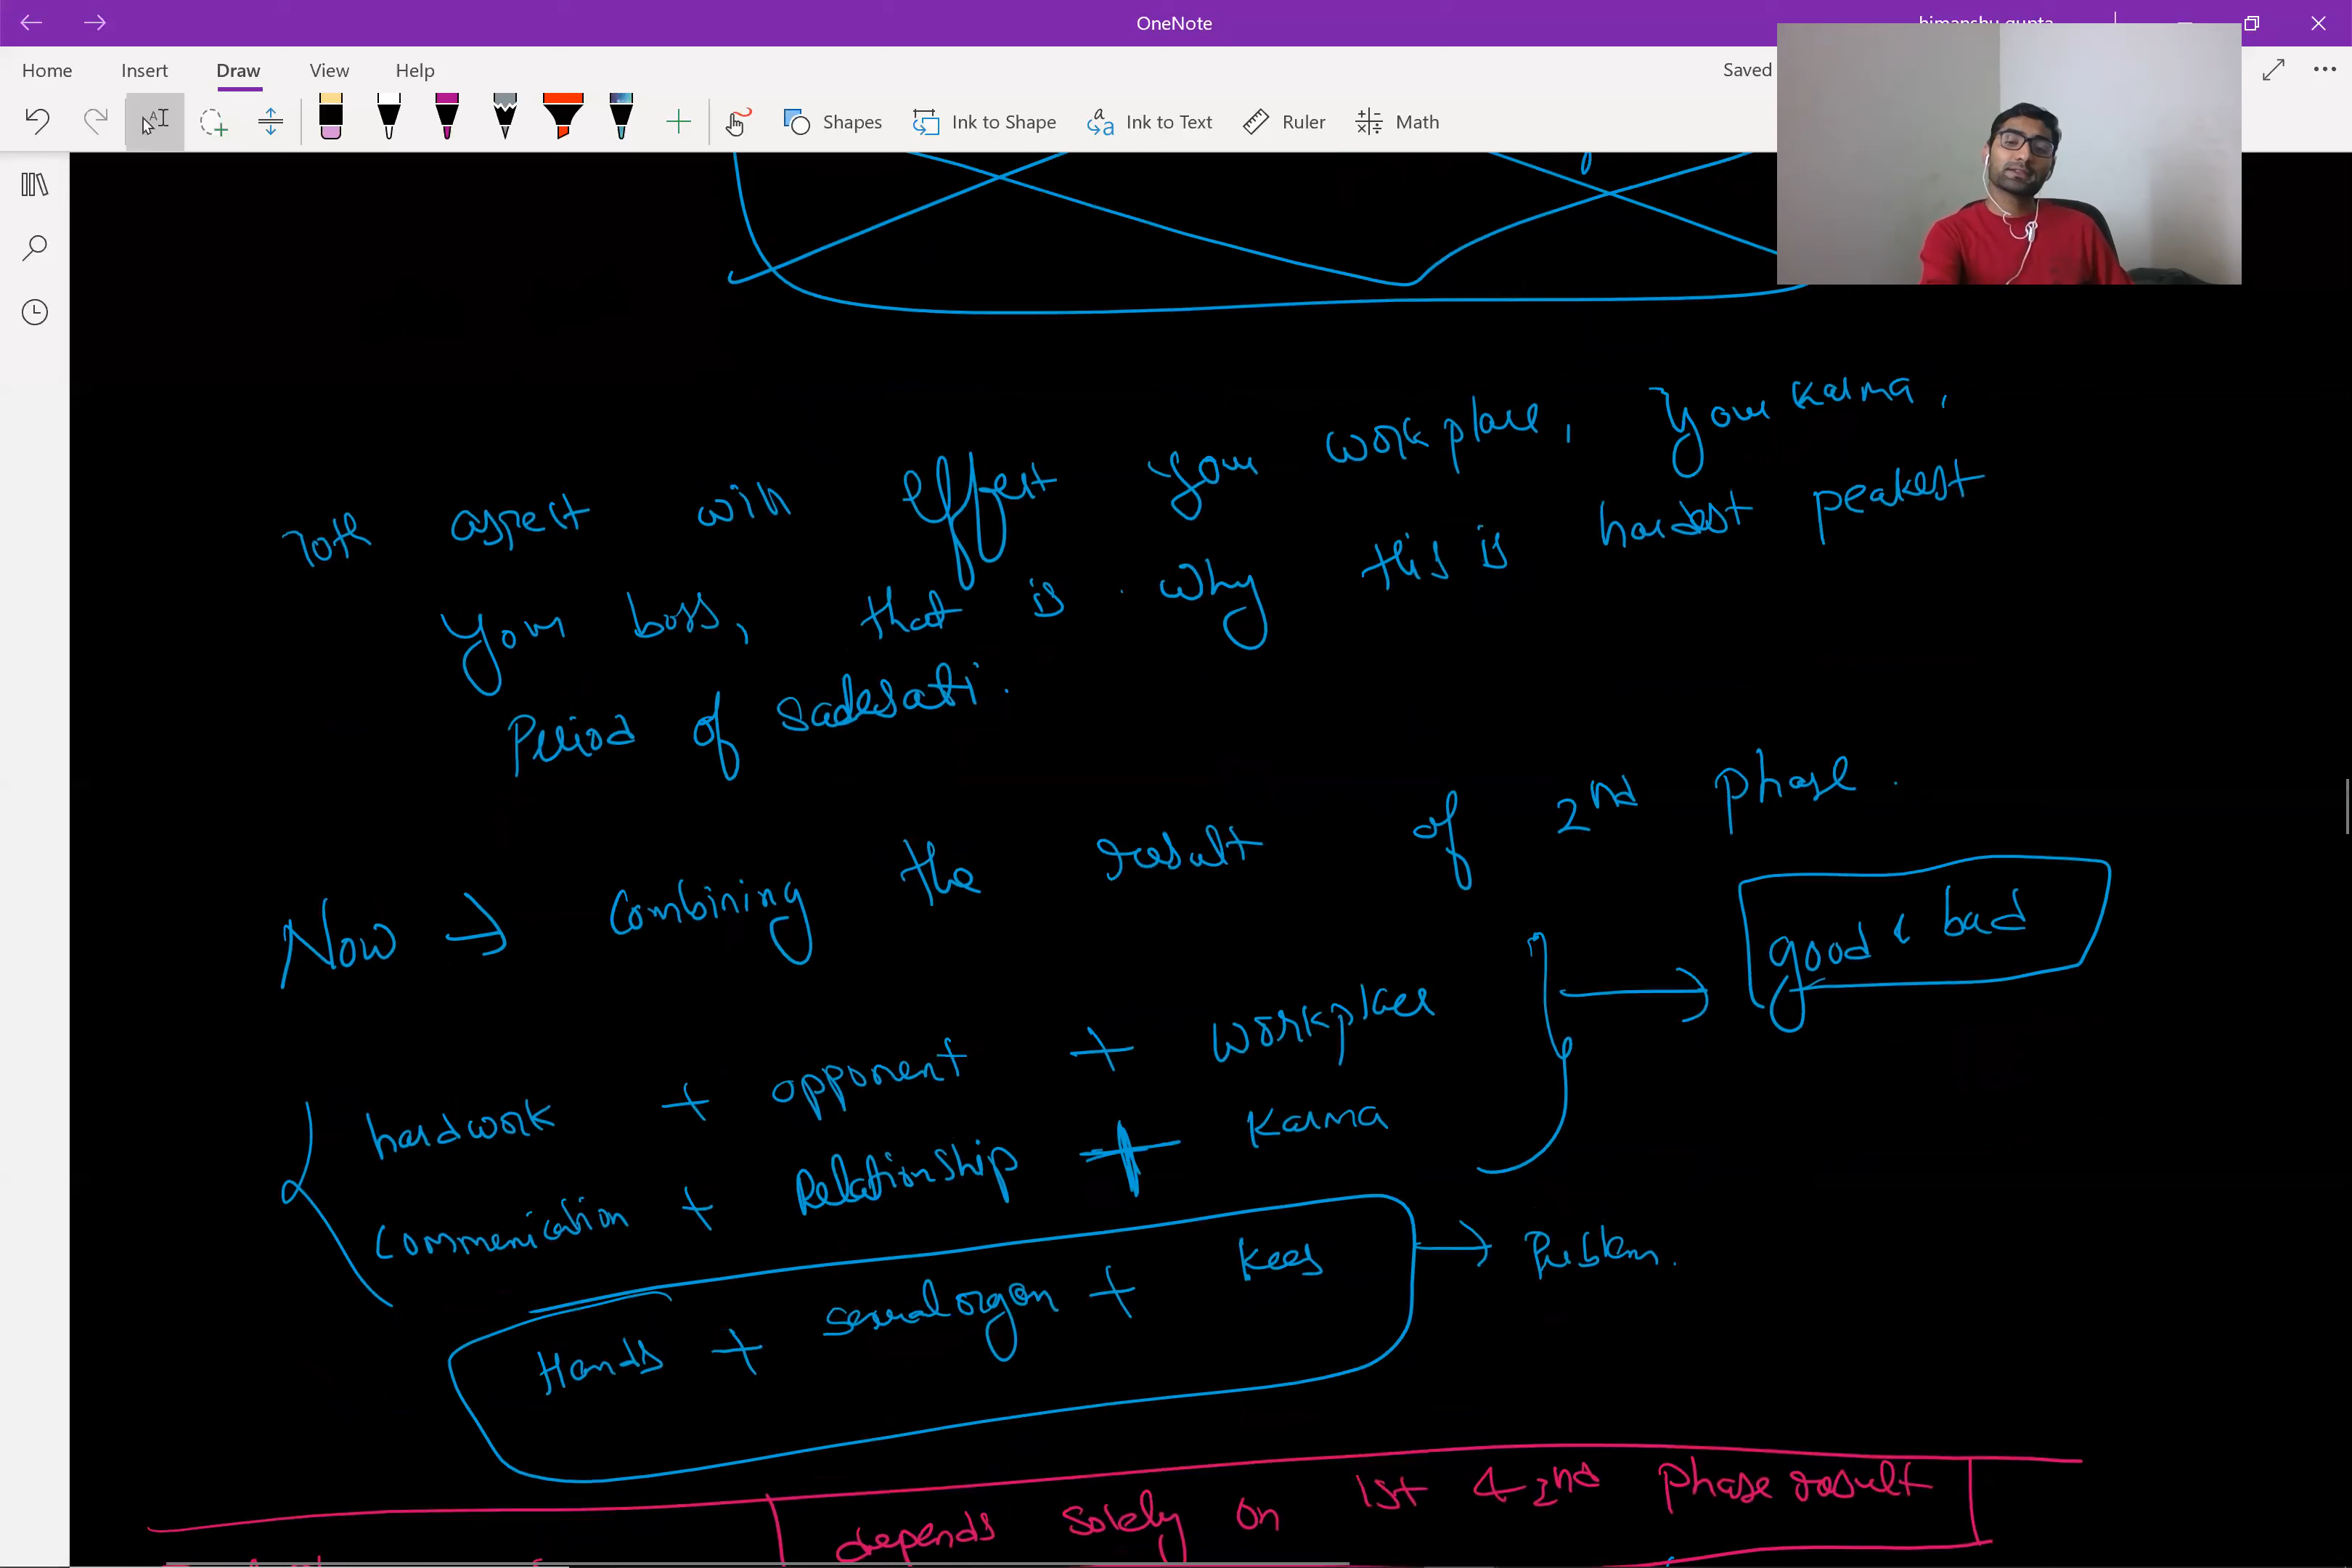 OneNote
himanshu gupta
Home Insert Draw View Help
Saved
Shapes Ink to Shape Ink to Text Ruler Math
10th aspect will effect your workplace, your karma,
your boss, that is why this is hardest peakest
Period of Sadesati.
Now → Combining the result of 2nd phase.
good & bad
hardwork + opponent + workplace
Communication + Relationship + Karma
Hands + sexual organ + kees → Problem.
depends solely on 1st & 2nd phase result